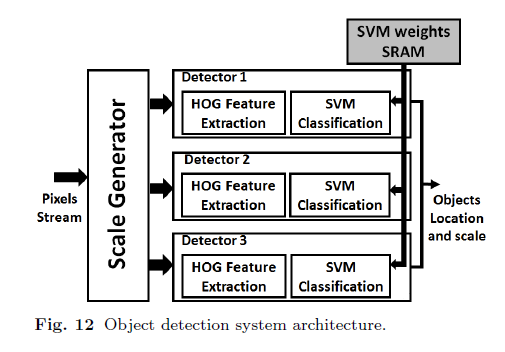 SVM weights
SRAM
Detector 1
HOG Feature
Extraction
SVM
Classification
Scale Generator
Pixels
Stream
Detector 2
HOG Feature
Extraction
SVM
Classification
Objects
Location
and scale
Detector 3
HOG Feature
Extraction
SVM
Classification
Fig. 12 Object detection system architecture.